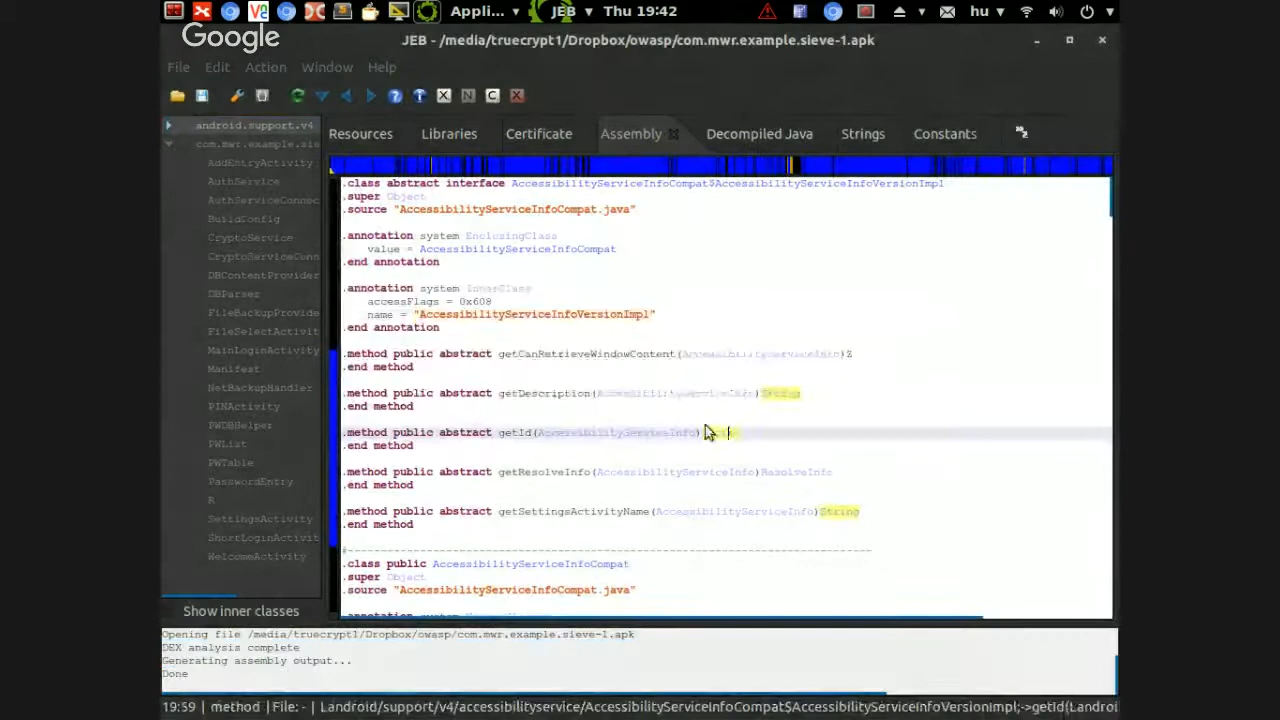 Appli...
JEB
Thu 19:42
hu
Google
JEB - /media/truecrypt1/Dropbox/owasp/com.mwr.example.sieve-1.apk
File Edit Action Window Help
Resources Libraries Certificate Assembly Decompiled Java Strings Constants
android.support.v4
com.mwr.example.sie
AddEntryActivity
AuthService
AuthServiceConnec
BuildConfig
CryptoService
CryptoServiceConn
DBContentProvider
DBParser
FileBackupProvide
FileSelectActivit
MainLoginActivity
Manifest
NetBackupHandler
PINActivity
PWDBHelper
PWList
PWTable
PasswordEntry
R
SettingsActivity
ShortLoginActivit
WelcomeActivity
Show inner classes
.class abstract interface AccessibilityServiceInfoCompat$AccessibilityServiceInfoVersionImpl
.super Object
.source "AccessibilityServiceInfoCompat.java"
.annotation system EnclosingClass
value = AccessibilityServiceInfoCompat
.end annotation
.annotation system InnerClass
accessFlags = 0x608
name = "AccessibilityServiceInfoVersionImpl"
.end annotation
.method public abstract getCanRetrieveWindowContent(AccessibilityServiceInfo)Z
.end method
.method public abstract getDescription(AccessibilityServiceInfo)String
.end method
.method public abstract getId(AccessibilityServiceInfo)
.end method
.method public abstract getResolveInfo(AccessibilityServiceInfo)ResolveInfo
.end method
.method public abstract getSettingsActivityName(AccessibilityServiceInfo)String
.end method
#--------------------------------------------------------------------------------
.class public AccessibilityServiceInfoCompat
.super Object
.source "AccessibilityServiceInfoCompat.java"
Opening file /media/truecrypt1/Dropbox/owasp/com.mwr.example.sieve-1.apk
DEX analysis complete
Generating assembly output...
Done
19:59 | method | File: - | Landroid/support/v4/accessibilityservice/AccessibilityServiceInfoCompat$AccessibilityServiceInfoVersionImpl;->getId(Landroi